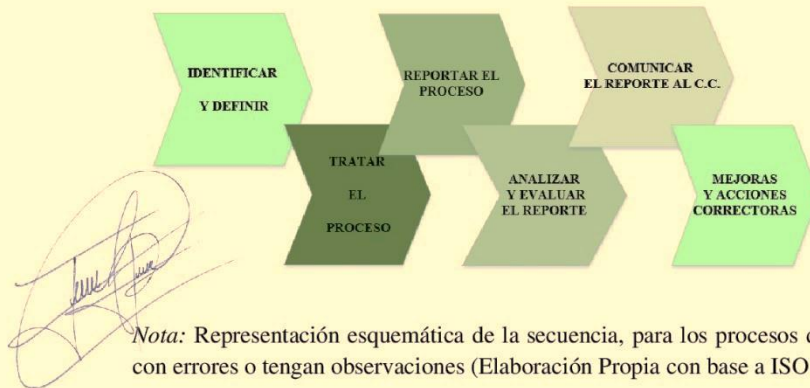 IDENTIFICAR
Y DEFINIR
TRATAR
EL
PROCESO
REPORTAR EL
PROCESO
ANALIZAR
Y EVALUAR
EL REPORTE
COMUNICAR
EL REPORTE AL C.C.
MEJORAS
Y ACCIONES
CORRECTORAS
Nota: Representación esquemática de la secuencia, para los procesos
con errores o tengan observaciones (Elaboración Propia con base a ISO